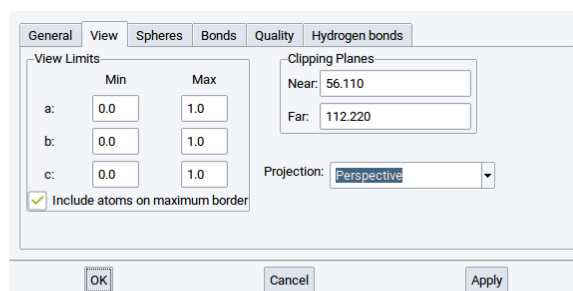 General View Spheres Bonds Quality Hydrogen bonds
View Limits
Min Max
a: 0.0 1.0
b: 0.0 1.0
c: 0.0 1.0
Include atoms on maximum border
Clipping Planes
Near: 56.110
Far: 112.220
Projection: Perspective
OK Cancel Apply